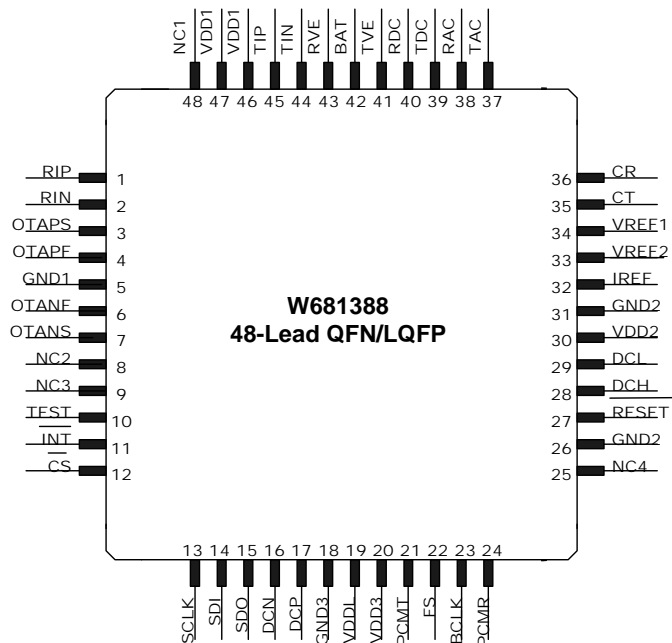 NC1
VDD1
VDD1
TIP
TIN
RVE
BAT
TVE
RDC
TDC
RAC
TAC
48 47 46 45 44 43 42 41 40 39 38 37
RIP 1
RIN 2
OTAPS 3
OTAPF 4
GND1 5
OTANF 6
OTANS 7
NC2 8
NC3 9
TEST 10
INT 11
CS 12
W681388
48-Lead QFN/LQFP
36 CR
35 CT
34 VREF1
33 VREF2
32 IREF
31 GND2
30 VDD2
29 DCL
28 DCH
27 RESET
26 GND2
25 NC4
13 14 15 16 17 18 19 20 21 22 23 24
SCLK
SDI
SDO
DCN
DCP
GND3
VDDL
VDD3
PCMT
FS
BCLK
PCMR